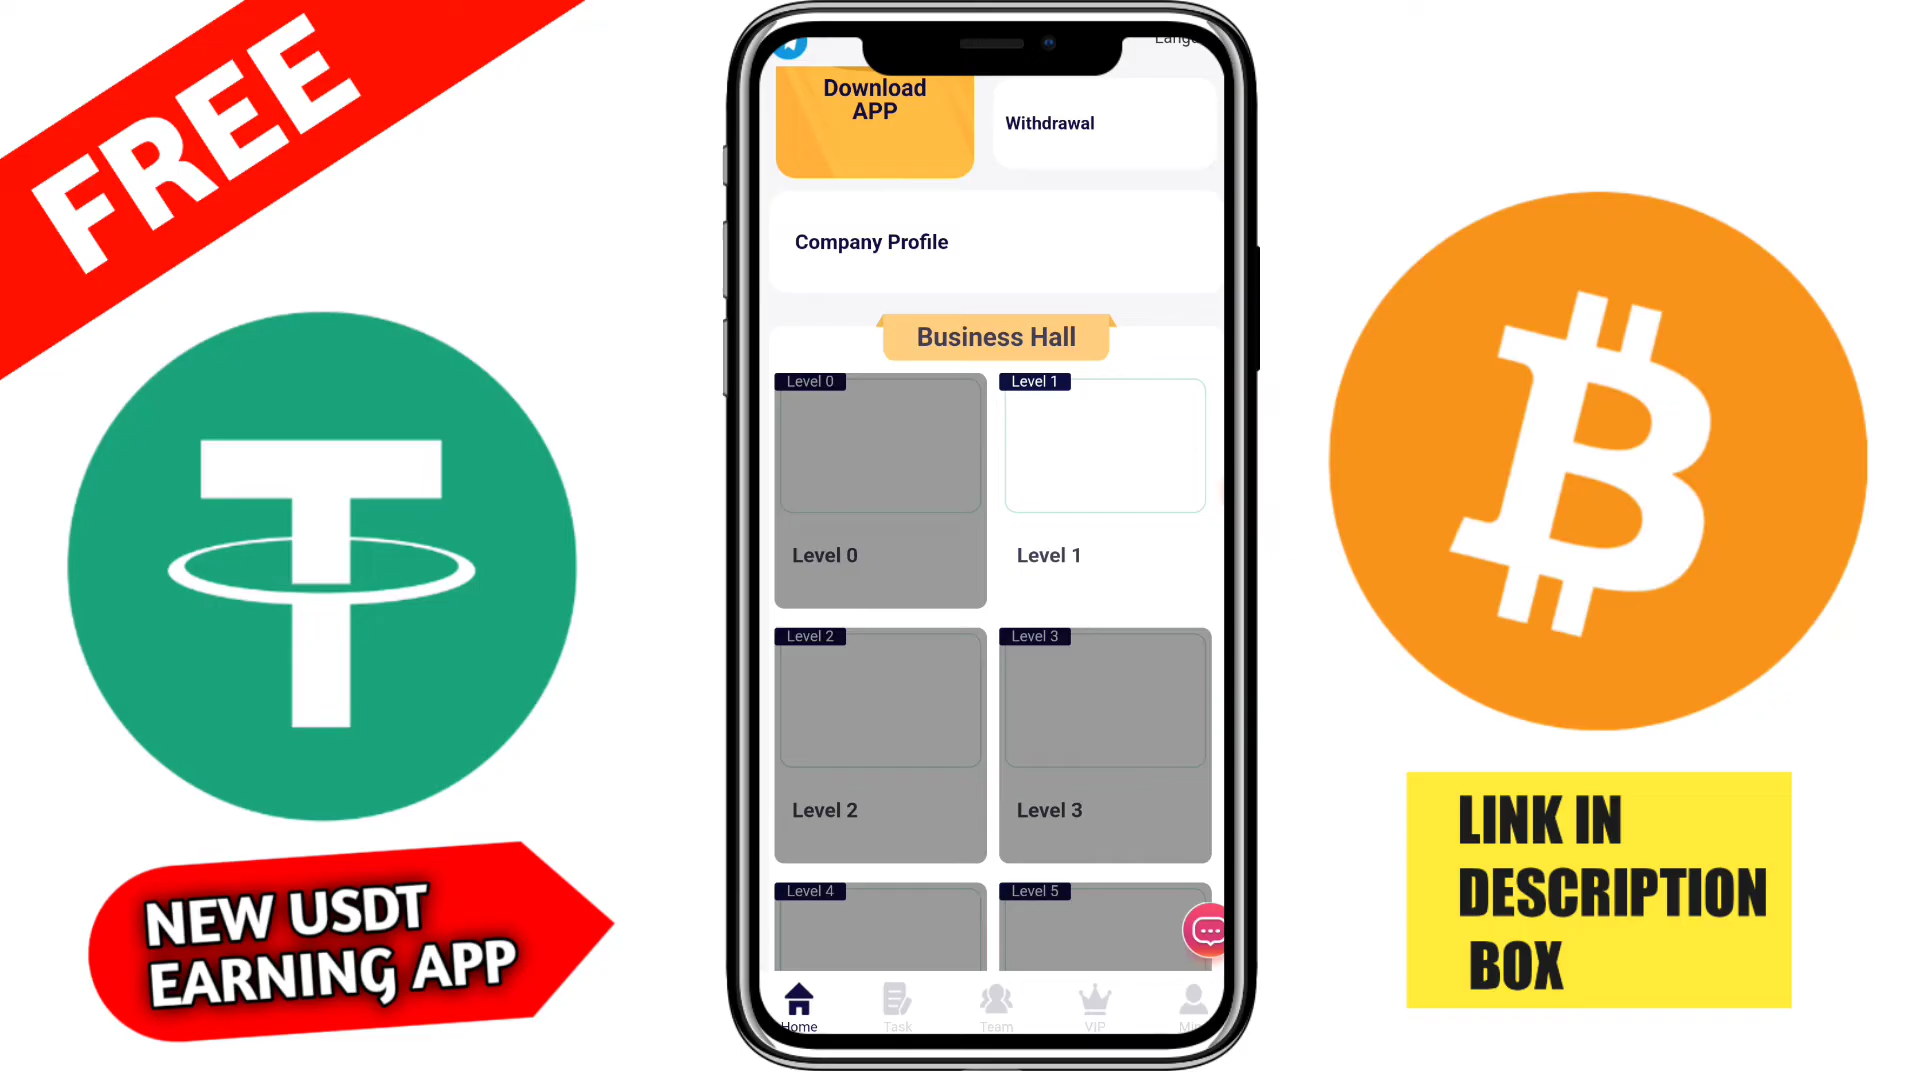 FREE
NEW USDT
EARNING APP
Download
APP
Withdrawal
Company Profile
Business Hall
Level 0
Level 1
Level 0
Level 1
Level 2
Level 3
Level 2
Level 3
Level 4
Level 5
Home
Task
Team
VIP
LINK IN
DESCRIPTION
BOX